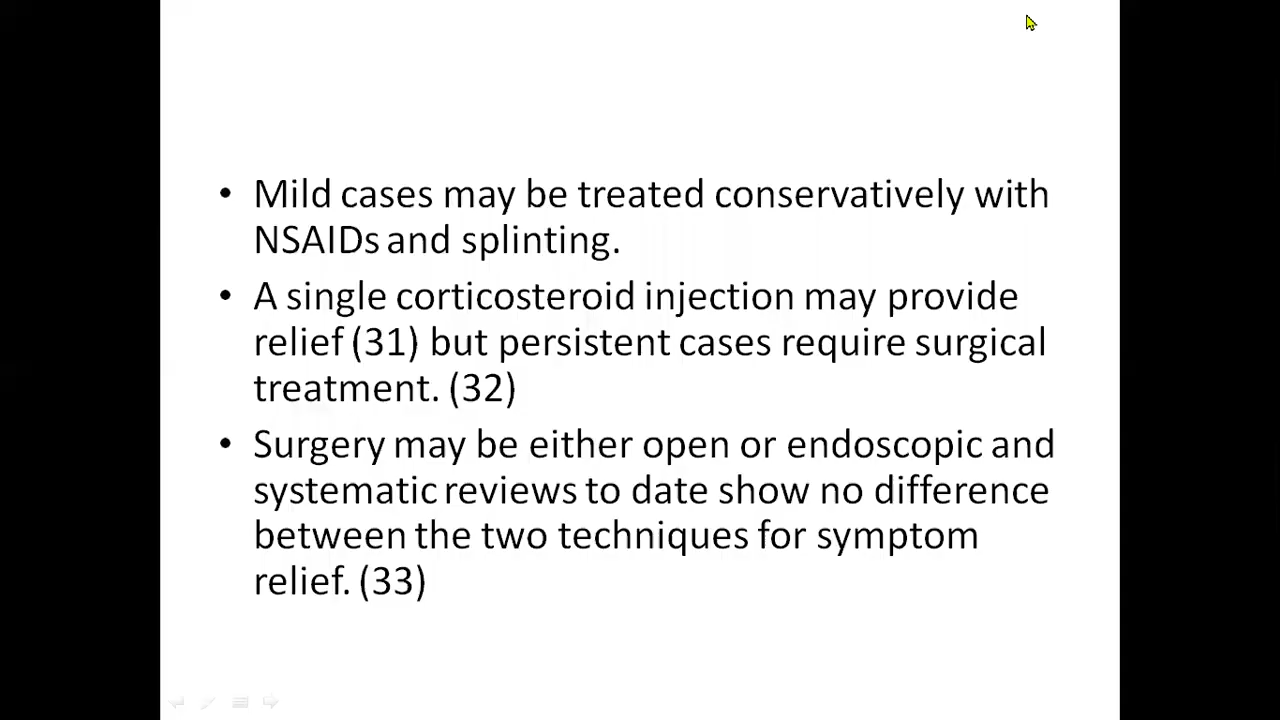 • Mild cases may be treated conservatively with
NSAIDs and splinting.
• A single corticosteroid injection may provide
relief (31) but persistent cases require surgical
treatment. (32)
• Surgery may be either open or endoscopic and
systematic reviews to date show no difference
between the two techniques for symptom
relief. (33)